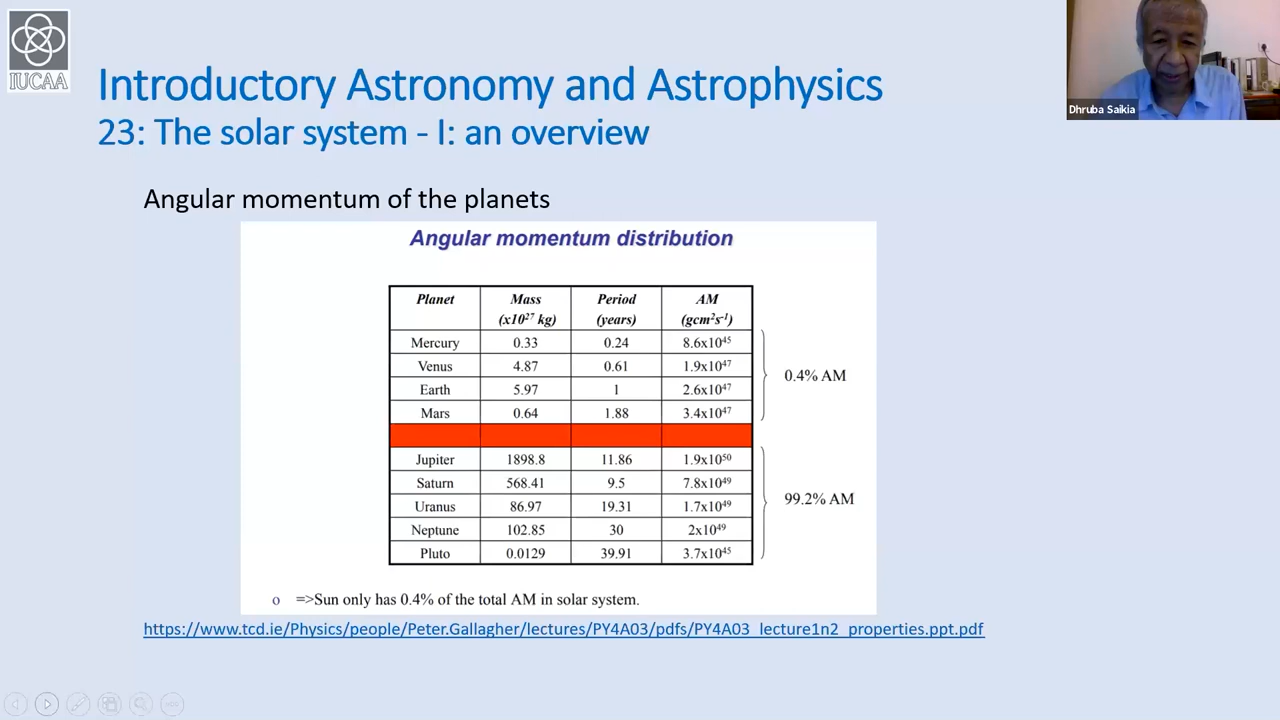 IUCAA
Introductory Astronomy and Astrophysics
23: The solar system - I: an overview
Dhruba Saikia
Angular momentum of the planets
Angular momentum distribution
Planet Mass Period AM
(x10²⁷ kg) (years) (gcm²s⁻¹)
Mercury 0.33 0.24 8.6x10⁴⁵
Venus 4.87 0.61 1.9x10⁴⁷
Earth 5.97 1 2.6x10⁴⁷
Mars 0.64 1.88 3.4x10⁴⁷
0.4% AM
Jupiter 1898.8 11.86 1.9x10⁵⁰
Saturn 568.41 9.5 7.8x10⁴⁹
Uranus 86.97 19.31 1.7x10⁴⁹
Neptune 102.85 30 2x10⁴⁹
Pluto 0.0129 39.91 3.7x10⁴⁵
99.2% AM
o =>Sun only has 0.4% of the total AM in solar system.
https://www.tcd.ie/Physics/people/Peter.Gallagher/lectures/PY4A03/pdfs/PY4A03_lecture1n2_properties.ppt.pdf